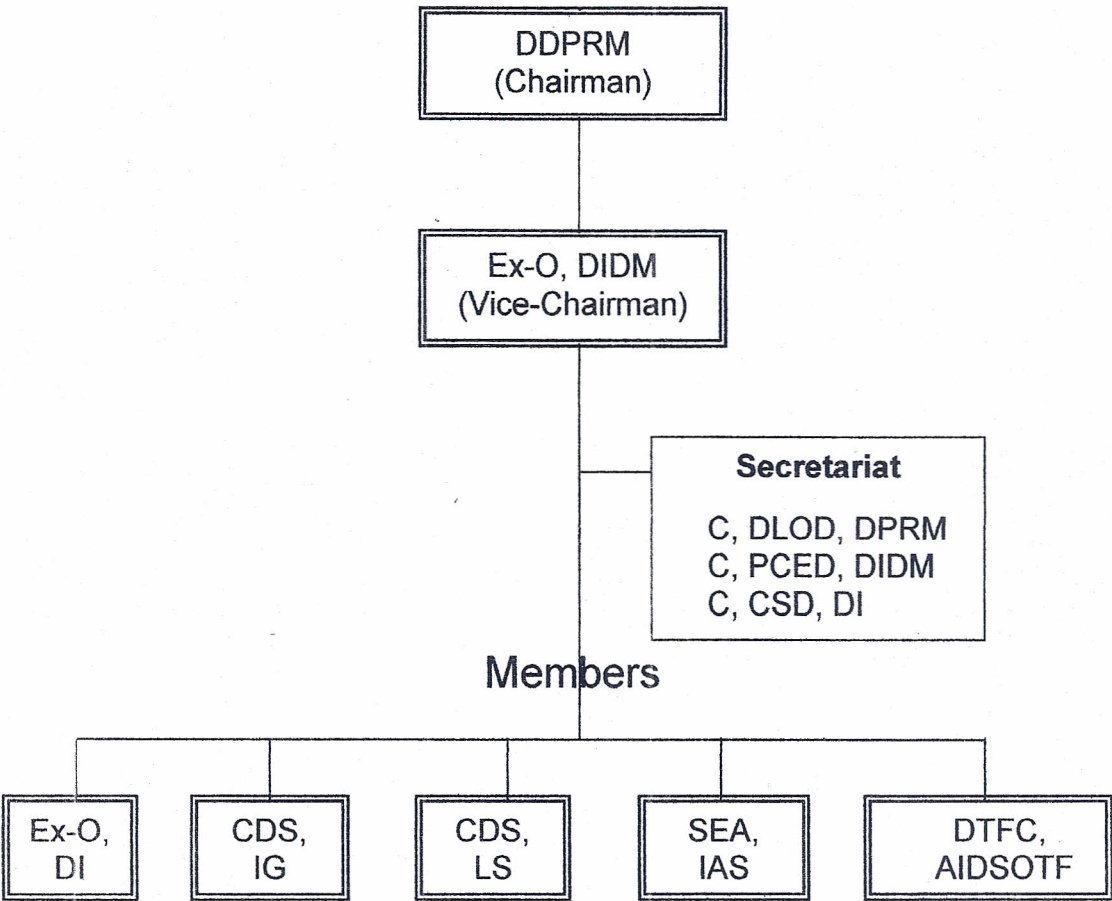 DDPRM
(Chairman)
Ex-O, DIDM
(Vice-Chairman)
Secretariat
C, DLOD, DPRM
C, PCED, DIDM
C, CSD, DI
Members
Ex-O,
DI
CDS,
IG
CDS,
LS
SEA,
IAS
DTFC,
AIDSOTF